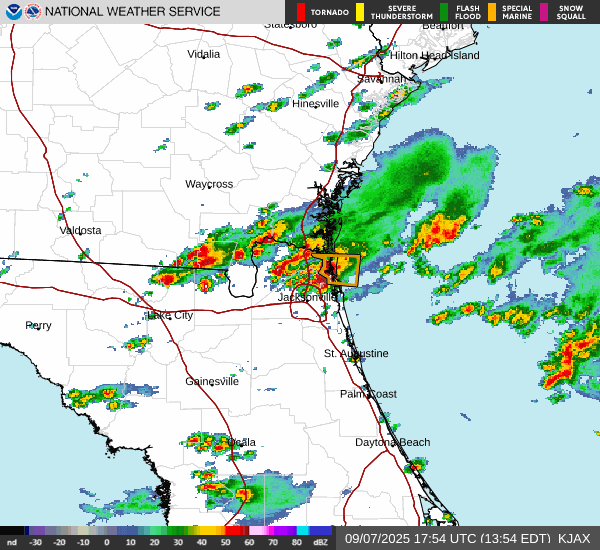 NATIONAL WEATHER SERVICE
TORNADO
SEVERE THUNDERSTORM
FLASH FLOOD
SPECIAL MARINE
SNOW SQUALL
Statesboro
Beaufort
Vidalia
Hilton Head Island
Savannah
Hinesville
Waycross
Valdosta
Jacksonville
Lake City
Perry
St. Augustine
Gainesville
Palm Coast
Ocala
Daytona Beach
nd -30 -20 -10 0 10 20 30 40 50 60 70 80 dBZ
09/07/2025 17:54 UTC (13:54 EDT) KJAX